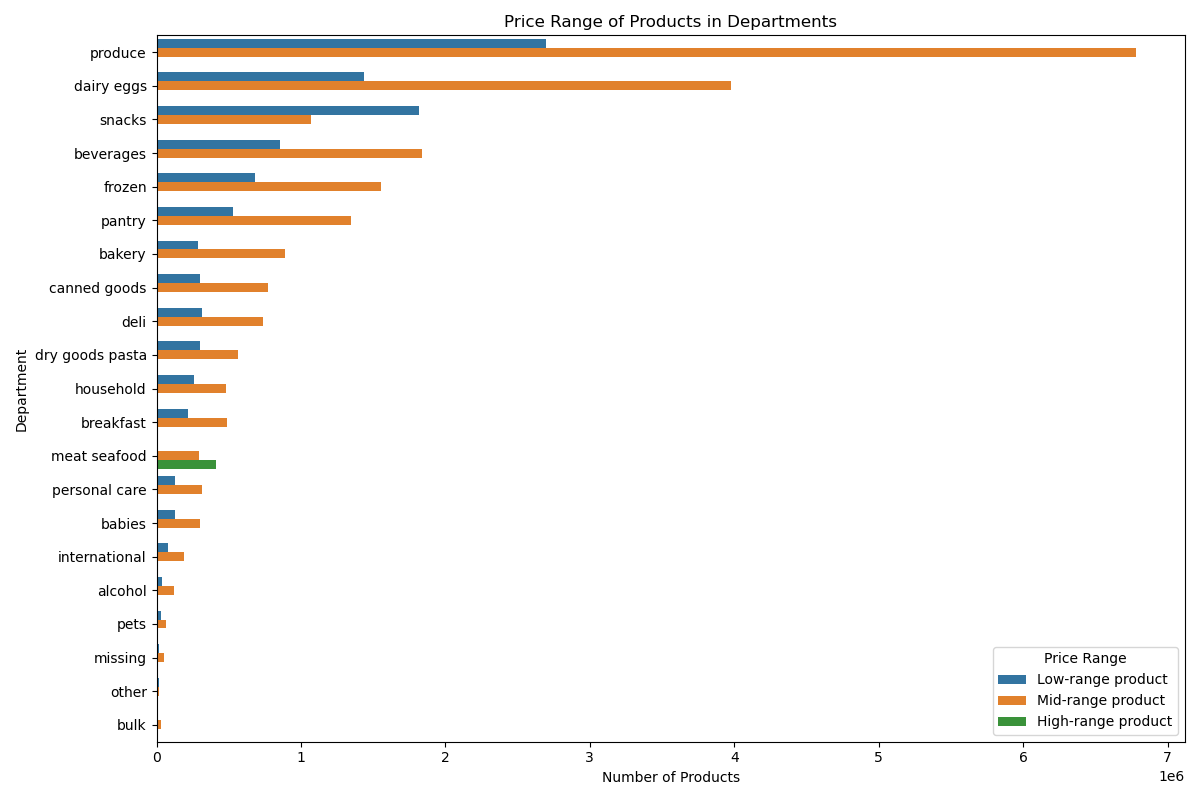 Price Range of Products in Departments
produce
dairy eggs
snacks
beverages
frozen
pantry
bakery
canned goods
deli
dry goods pasta
household
breakfast
meat seafood
personal care
babies
international
alcohol
pets
missing
other
bulk
Department
Price Range
Low-range product
Mid-range product
High-range product
0 1 2 3 4 5 6 7
1e6
Number of Products